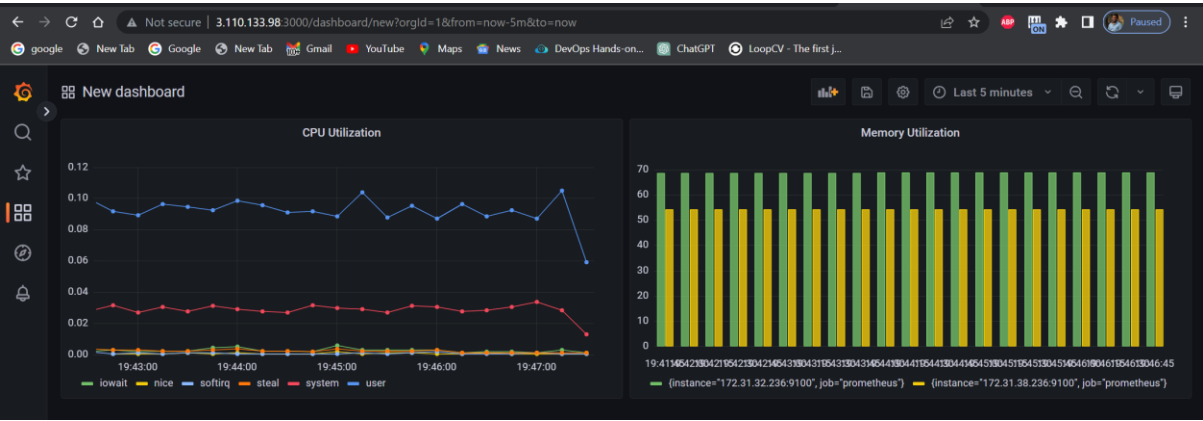 Not secure | 3.110.133.98:3000/dashboard/new?orgId=1&from=now-5m&to=now
ABP
ON
Paused
google
New Tab
Google
New Tab
Gmail
YouTube
Maps
News
DevOps Hands-on...
ChatGPT
LoopCV - The first j...
New dashboard
Last 5 minutes
CPU Utilization
0.12
0.10
0.08
0.06
0.04
0.02
0.00
19:43:00 19:44:00 19:45:00 19:46:00 19:47:00
iowait nice softirq steal system user
Memory Utilization
70
60
50
40
30
20
10
0
{instance="172.31.32.236:9100", job="prometheus"} {instance="172.31.38.236:9100", job="prometheus"}